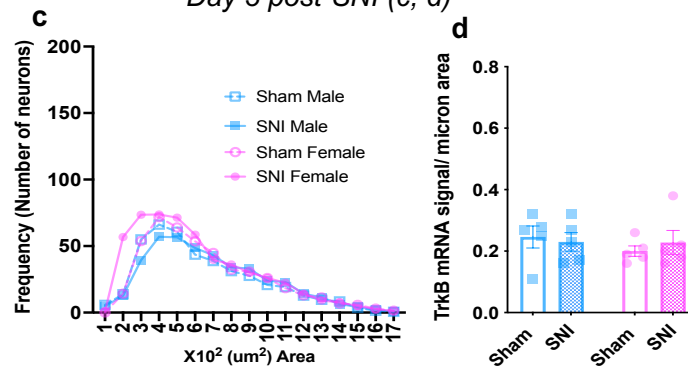 Day 3 post SNI (c, d)
c
Frequency (Number of neurons)
200
150
100
50
0
Sham Male
SNI Male
Sham Female
SNI Female
1 2 3 4 5 6 7 8 9 10 11 12 13 14 15 16 17
X10² (um²) Area
d
TrkB mRNA signal/ micron area
0.8
0.6
0.4
0.2
0.0
Sham SNI Sham SNI